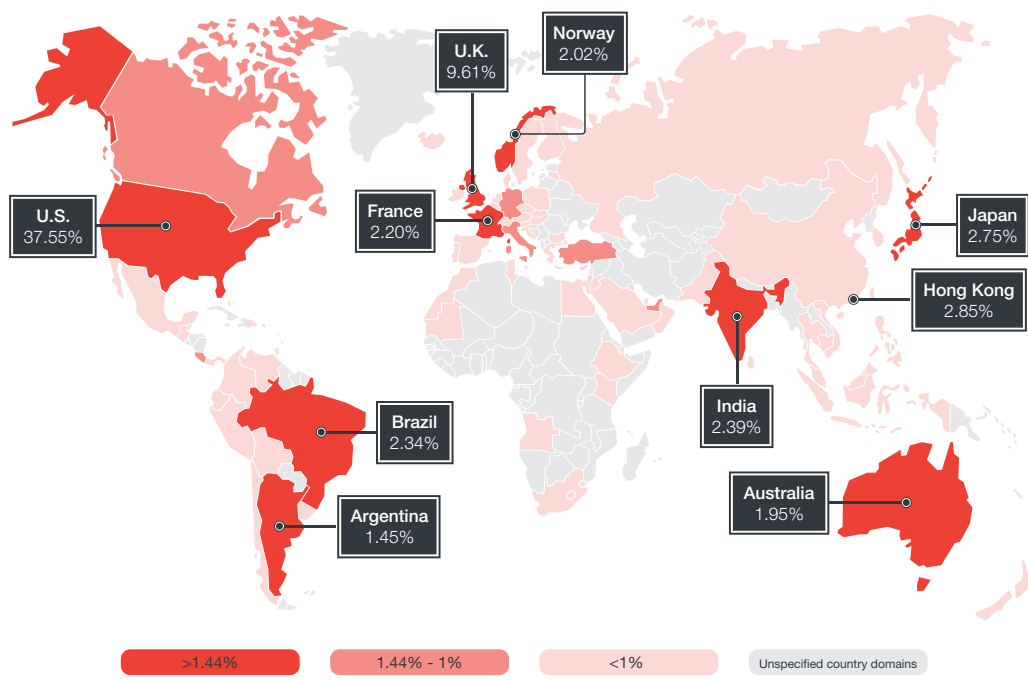 Norway
2.02%
U.K.
9.61%
U.S.
37.55%
France
2.20%
Japan
2.75%
Hong Kong
2.85%
India
2.39%
Brazil
2.34%
Australia
1.95%
Argentina
1.45%
>1.44%
1.44% - 1%
<1%
Unspecified country domains